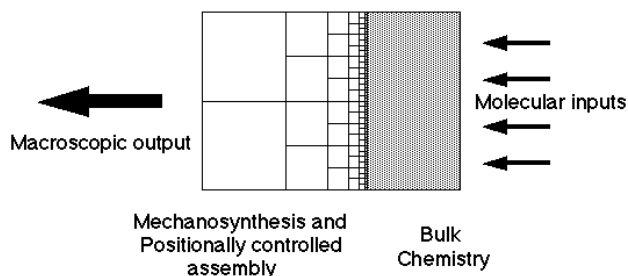 Molecular inputs
Macroscopic output
Mechanosynthesis and
Positionally controlled
assembly
Bulk
Chemistry